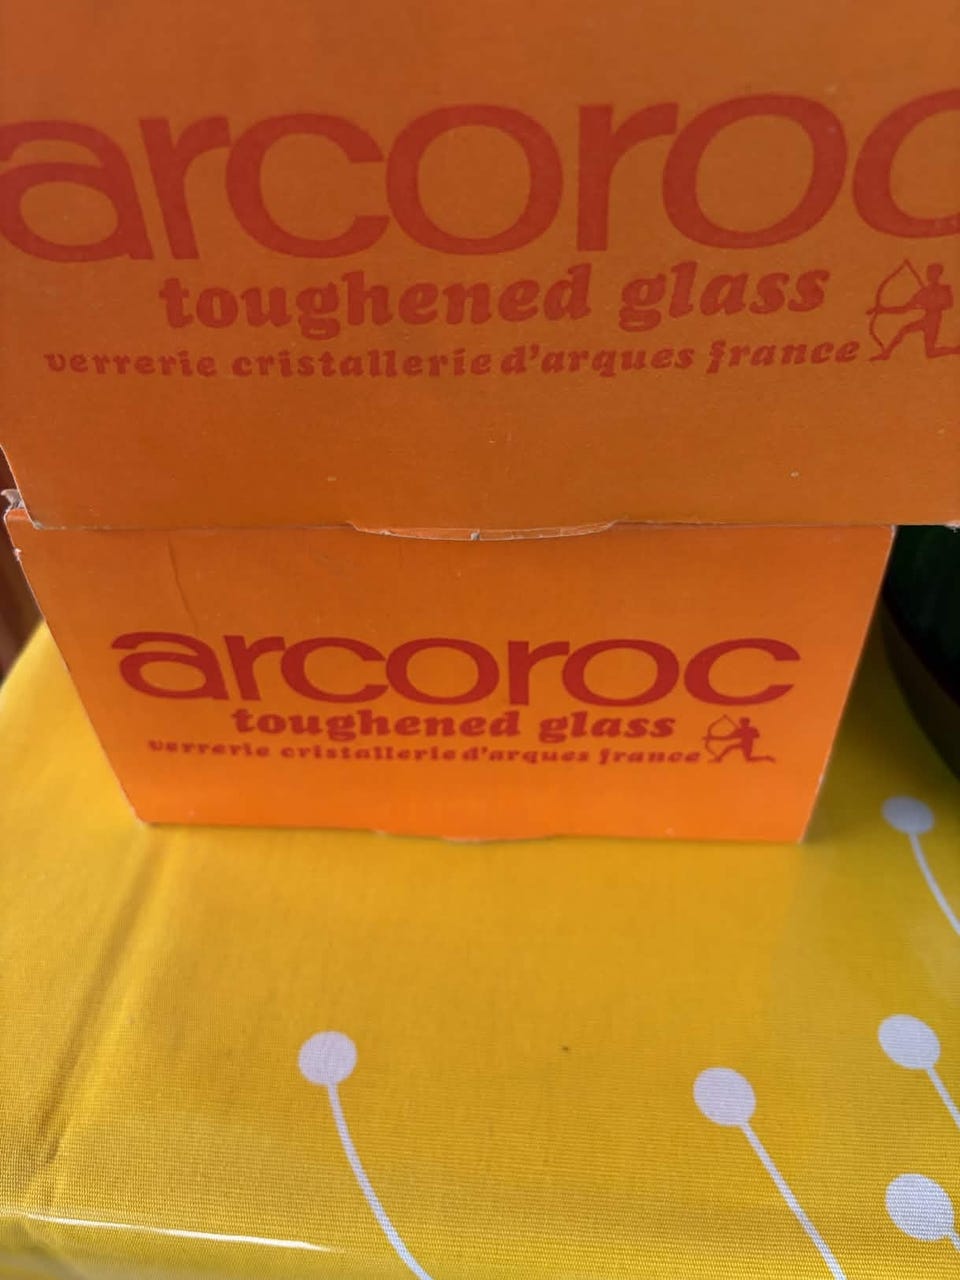 arcoroc
toughened glass
verrerie cristallerie d'arques france
arcoroc
toughened glass
verrerie cristallerie d'arques france